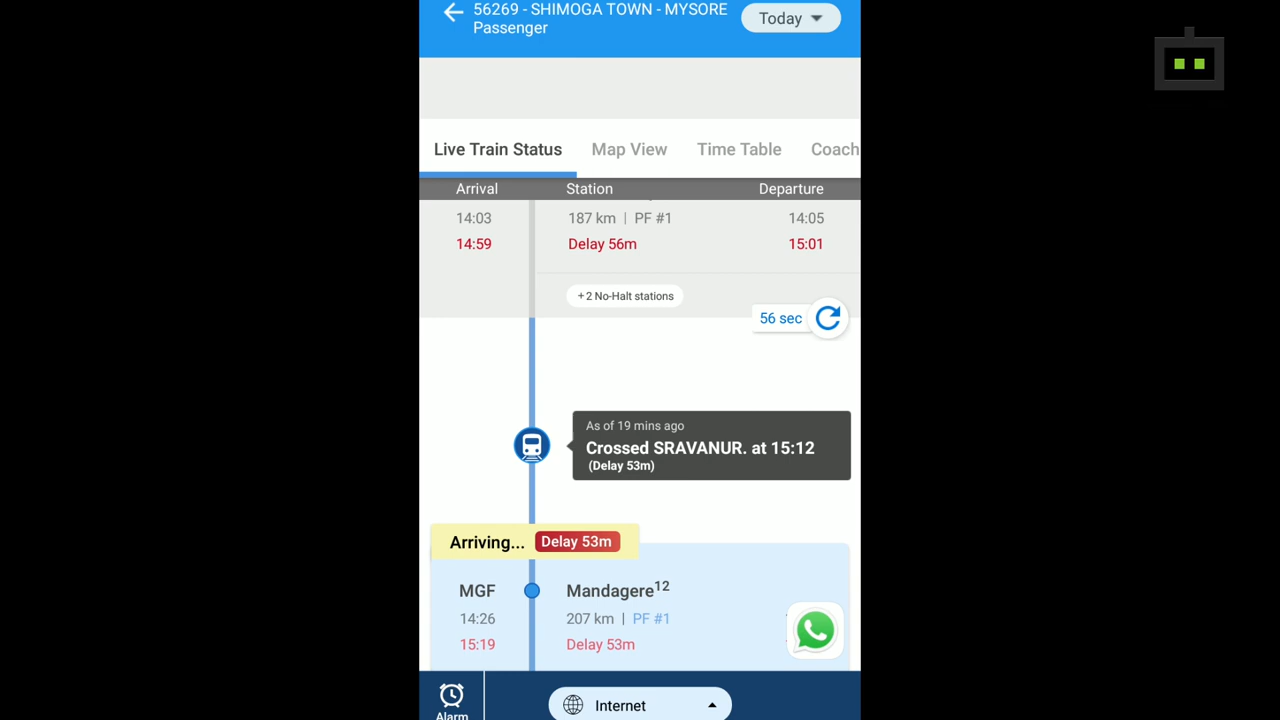 56269 - SHIMOGA TOWN - MYSORE
Passenger
Today
Live Train Status Map View Time Table Coach
Arrival Station Departure
14:03 187 km | PF #1 14:05
14:59 Delay 56m 15:01
+2 No-Halt stations
56 sec
As of 19 mins ago
Crossed SRAVANUR. at 15:12
(Delay 53m)
Arriving... Delay 53m
MGF Mandagere12
14:26 207 km | PF #1
15:19 Delay 53m
Alarm Internet